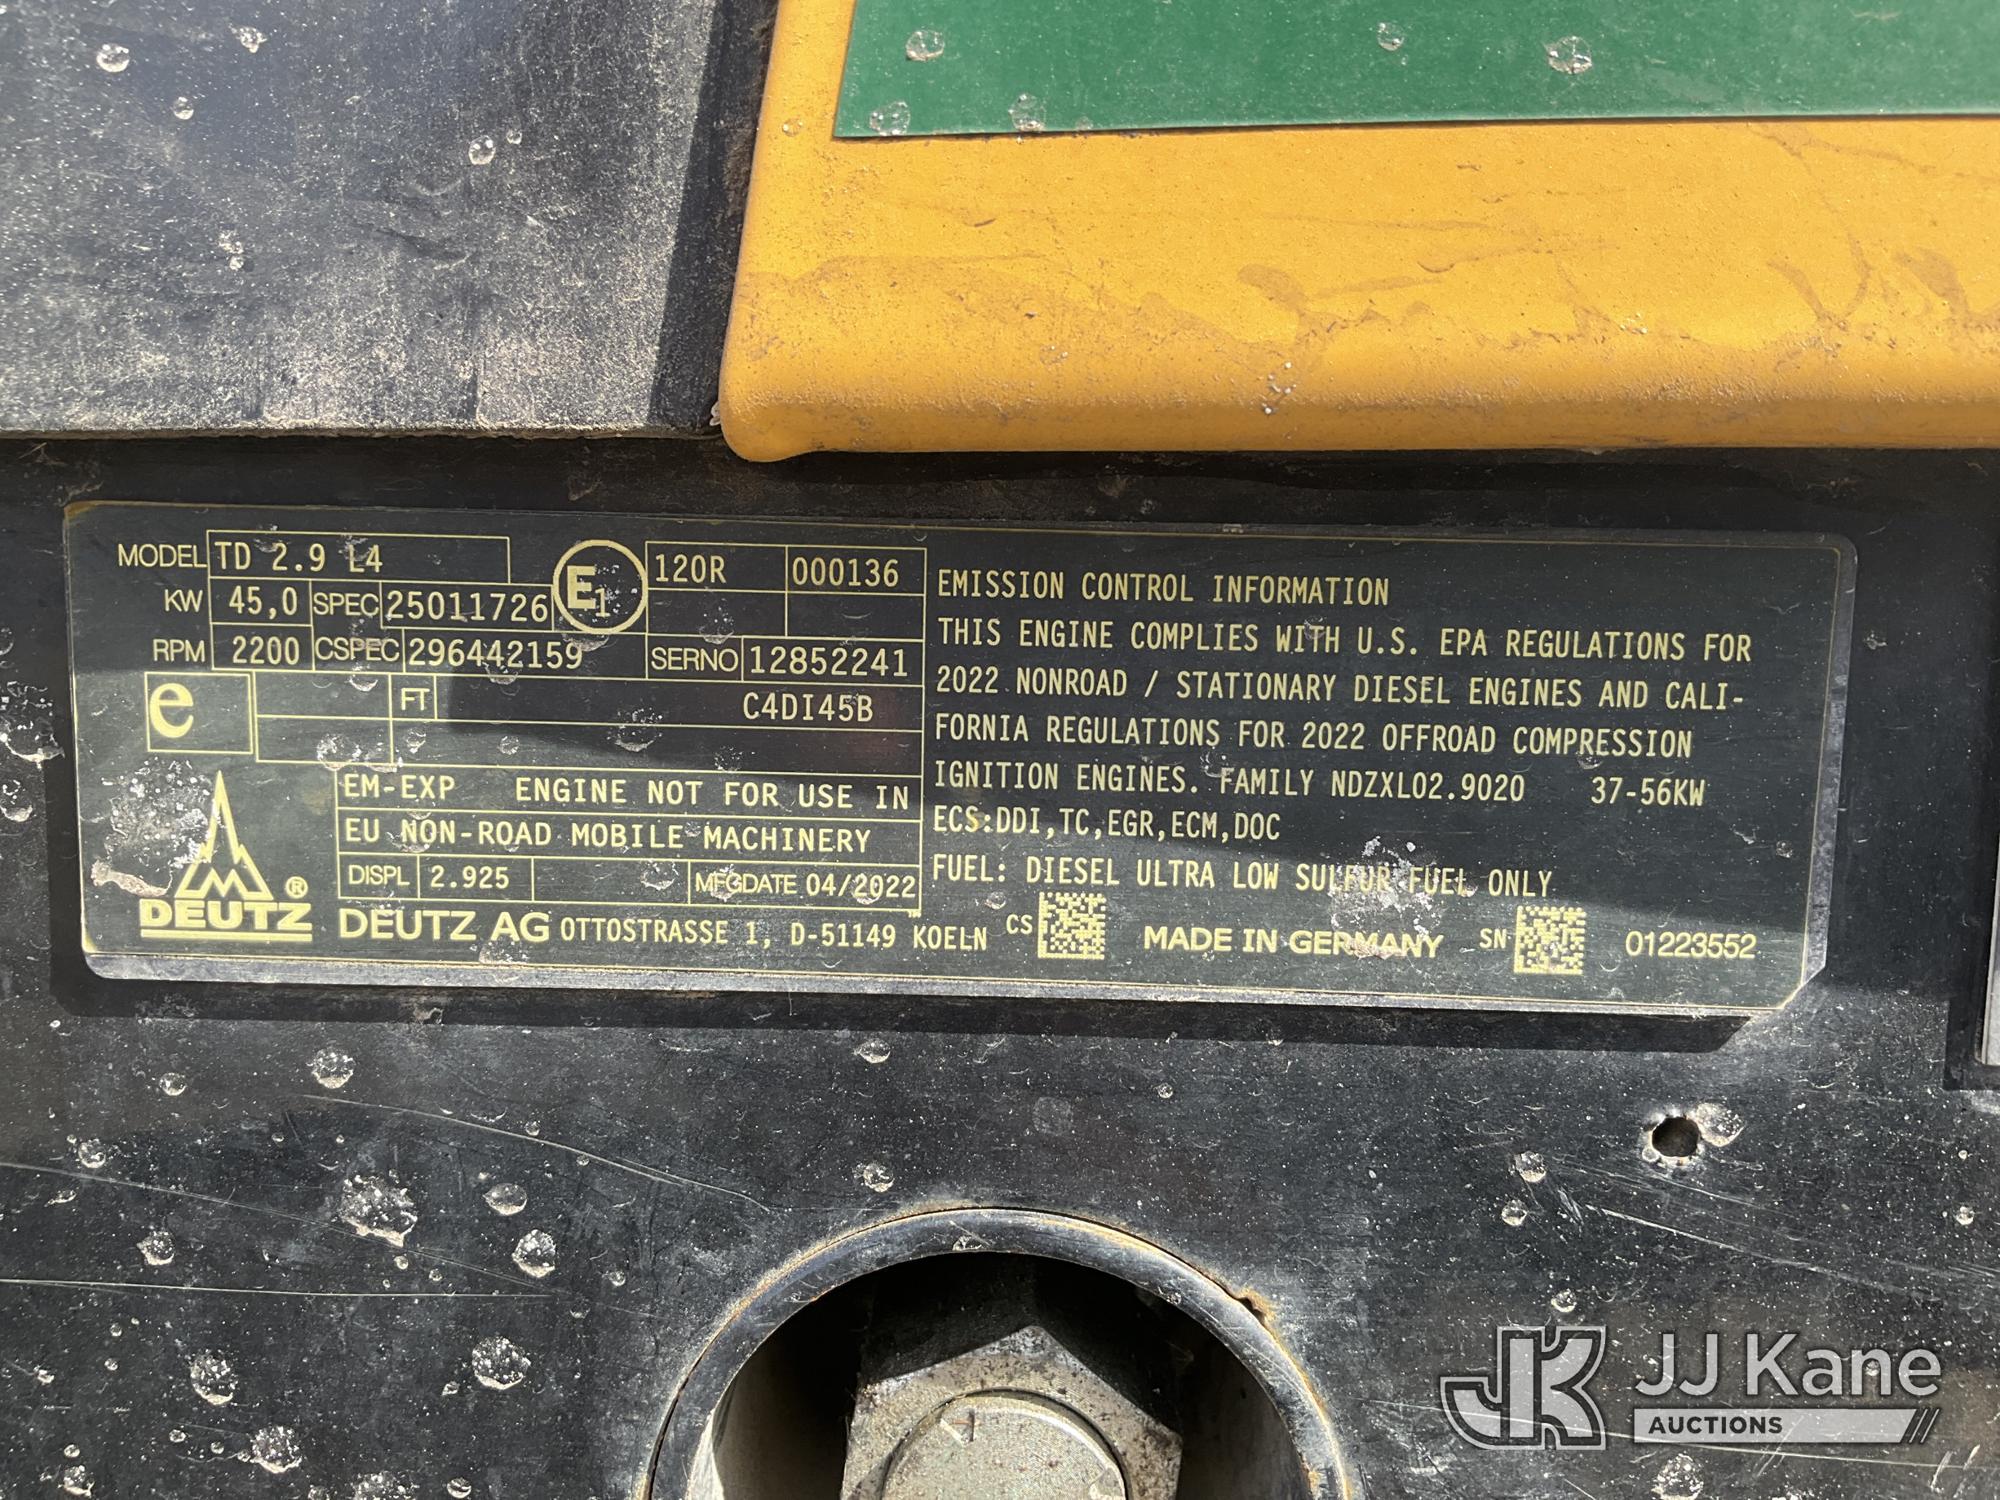 MODEL TD 2.9 L4
KW 45,0 SPEC 25011726
RPM 2200 CSPEC 296442159
E1
120R 000136
SERNO 12852241
e
FT C4DI45B
EM-EXP ENGINE NOT FOR USE IN
EU NON-ROAD MOBILE MACHINERY
DISPL 2.925 MFGDATE 04/2022
DEUTZ ®
DEUTZ AG OTTOSTRASSE 1, D-51149 KOELN
EMISSION CONTROL INFORMATION
THIS ENGINE COMPLIES WITH U.S. EPA REGULATIONS FOR
2022 NONROAD / STATIONARY DIESEL ENGINES AND CALI-
FORNIA REGULATIONS FOR 2022 OFFROAD COMPRESSION
IGNITION ENGINES. FAMILY NDZXL02.9020 37-56KW
ECS:DDI,TC,EGR,ECM,DOC
FUEL: DIESEL ULTRA LOW SULFUR FUEL ONLY
CS MADE IN GERMANY SN 01223552
JK JJ Kane
AUCTIONS